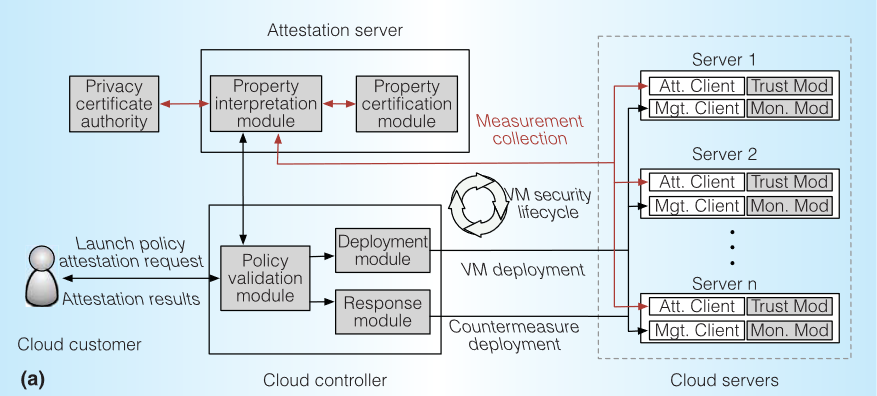 Attestation server
Privacy
certificate
authority
Property
interpretation
module
Property
certification
module
Measurement
collection
VM security
lifecycle
Launch policy
attestation request
Attestation results
Cloud customer
Policy
validation
module
Deployment
module
Response
module
VM deployment
Countermeasure
deployment
Cloud controller
Server 1
Att. Client Trust Mod
Mgt. Client Mon. Mod
Server 2
Att. Client Trust Mod
Mgt. Client Mon. Mod
Server n
Att. Client Trust Mod
Mgt. Client Mon. Mod
Cloud servers
(a)